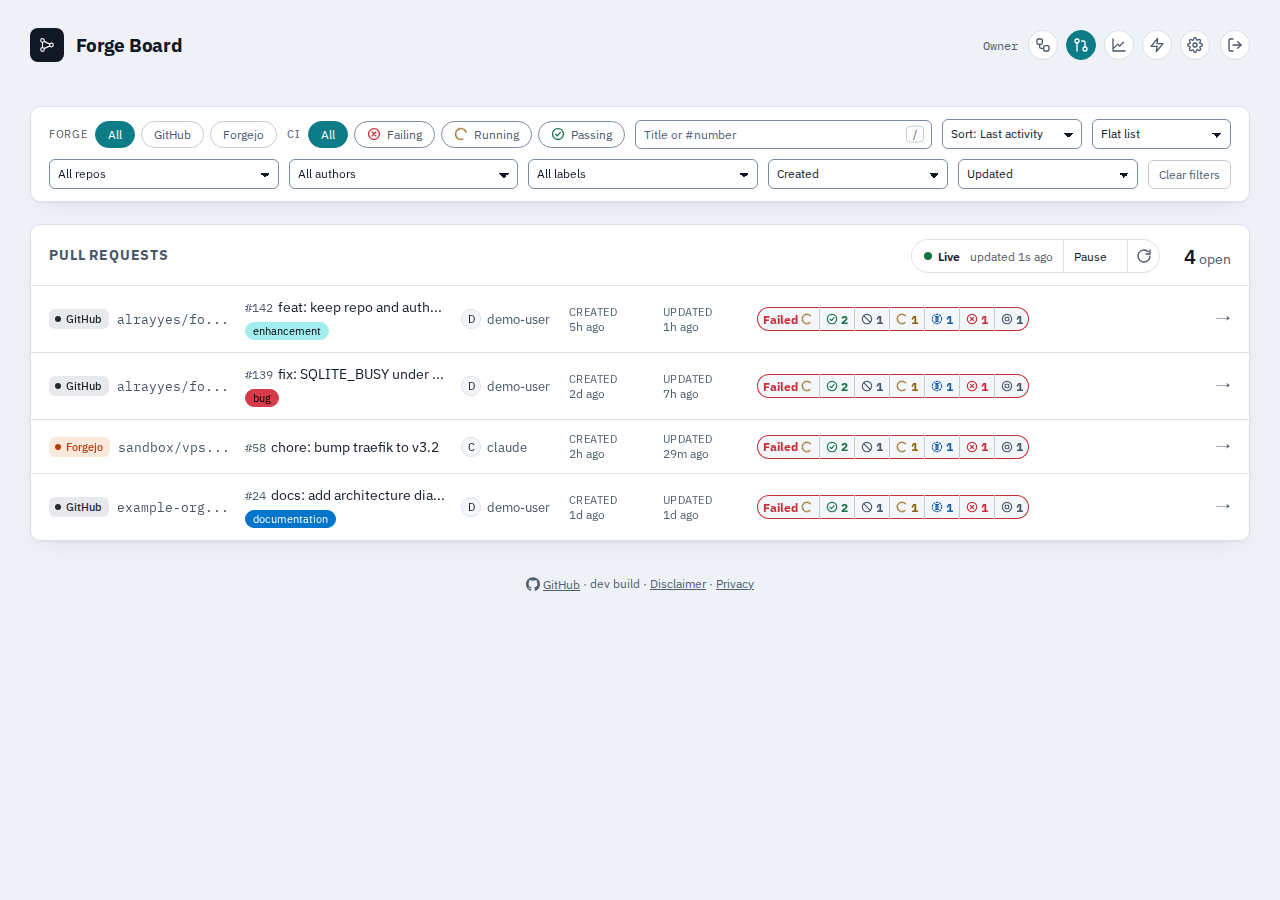 Forge Board
Owner
FORGE All GitHub Forgejo CI All Failing Running Passing Title or #number / Sort: Last activity Flat list
All repos All authors All labels Created Updated Clear filters
PULL REQUESTS Live updated 1s ago Pause 4 open
GitHub alrayyes/fo... #142 feat: keep repo and auth... D demo-user CREATED UPDATED Failed 2 1 1 1 1 1 →
enhancement 5h ago 1h ago
GitHub alrayyes/fo... #139 fix: SQLITE_BUSY under ... D demo-user CREATED UPDATED Failed 2 1 1 1 1 1 →
bug 2d ago 7h ago
Forgejo sandbox/vps... #58 chore: bump traefik to v3.2 C claude CREATED UPDATED Failed 2 1 1 1 1 1 →
2h ago 29m ago
GitHub example-org... #24 docs: add architecture dia... D demo-user CREATED UPDATED Failed 2 1 1 1 1 1 →
documentation 1d ago 1d ago
GitHub · dev build · Disclaimer · Privacy